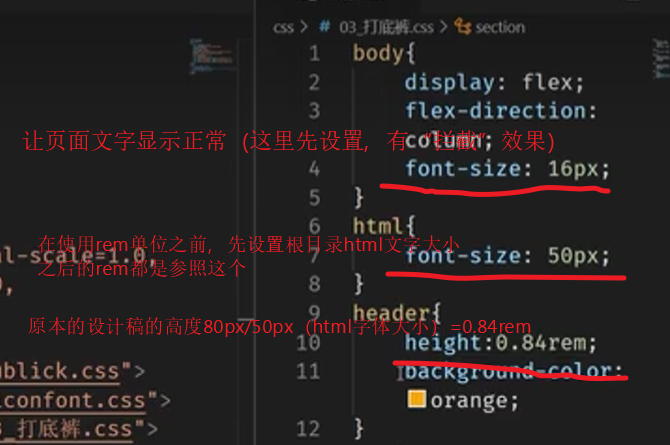 css > # 03_打底裤.css > section
1 body{
2 display: flex;
3 flex-direction:
让页面文字显示正常 (这里先设置，有 “拦截” 效果)
column;
4 font-size: 16px;
5 }
6 html{
在使用rem单位之前，先设置根目录html文字大小
al-scale=1.0,
7 font-size: 50px;
之后的rem都是参照这个
0,
8 }
9 header{
原本的设计稿的高度80px/50px（html字体大小）=0.84rem
10 height:0.84rem;
ublick.css">
11 background-color:
iconfont.css">
orange;
3_打底裤.css">
12 }